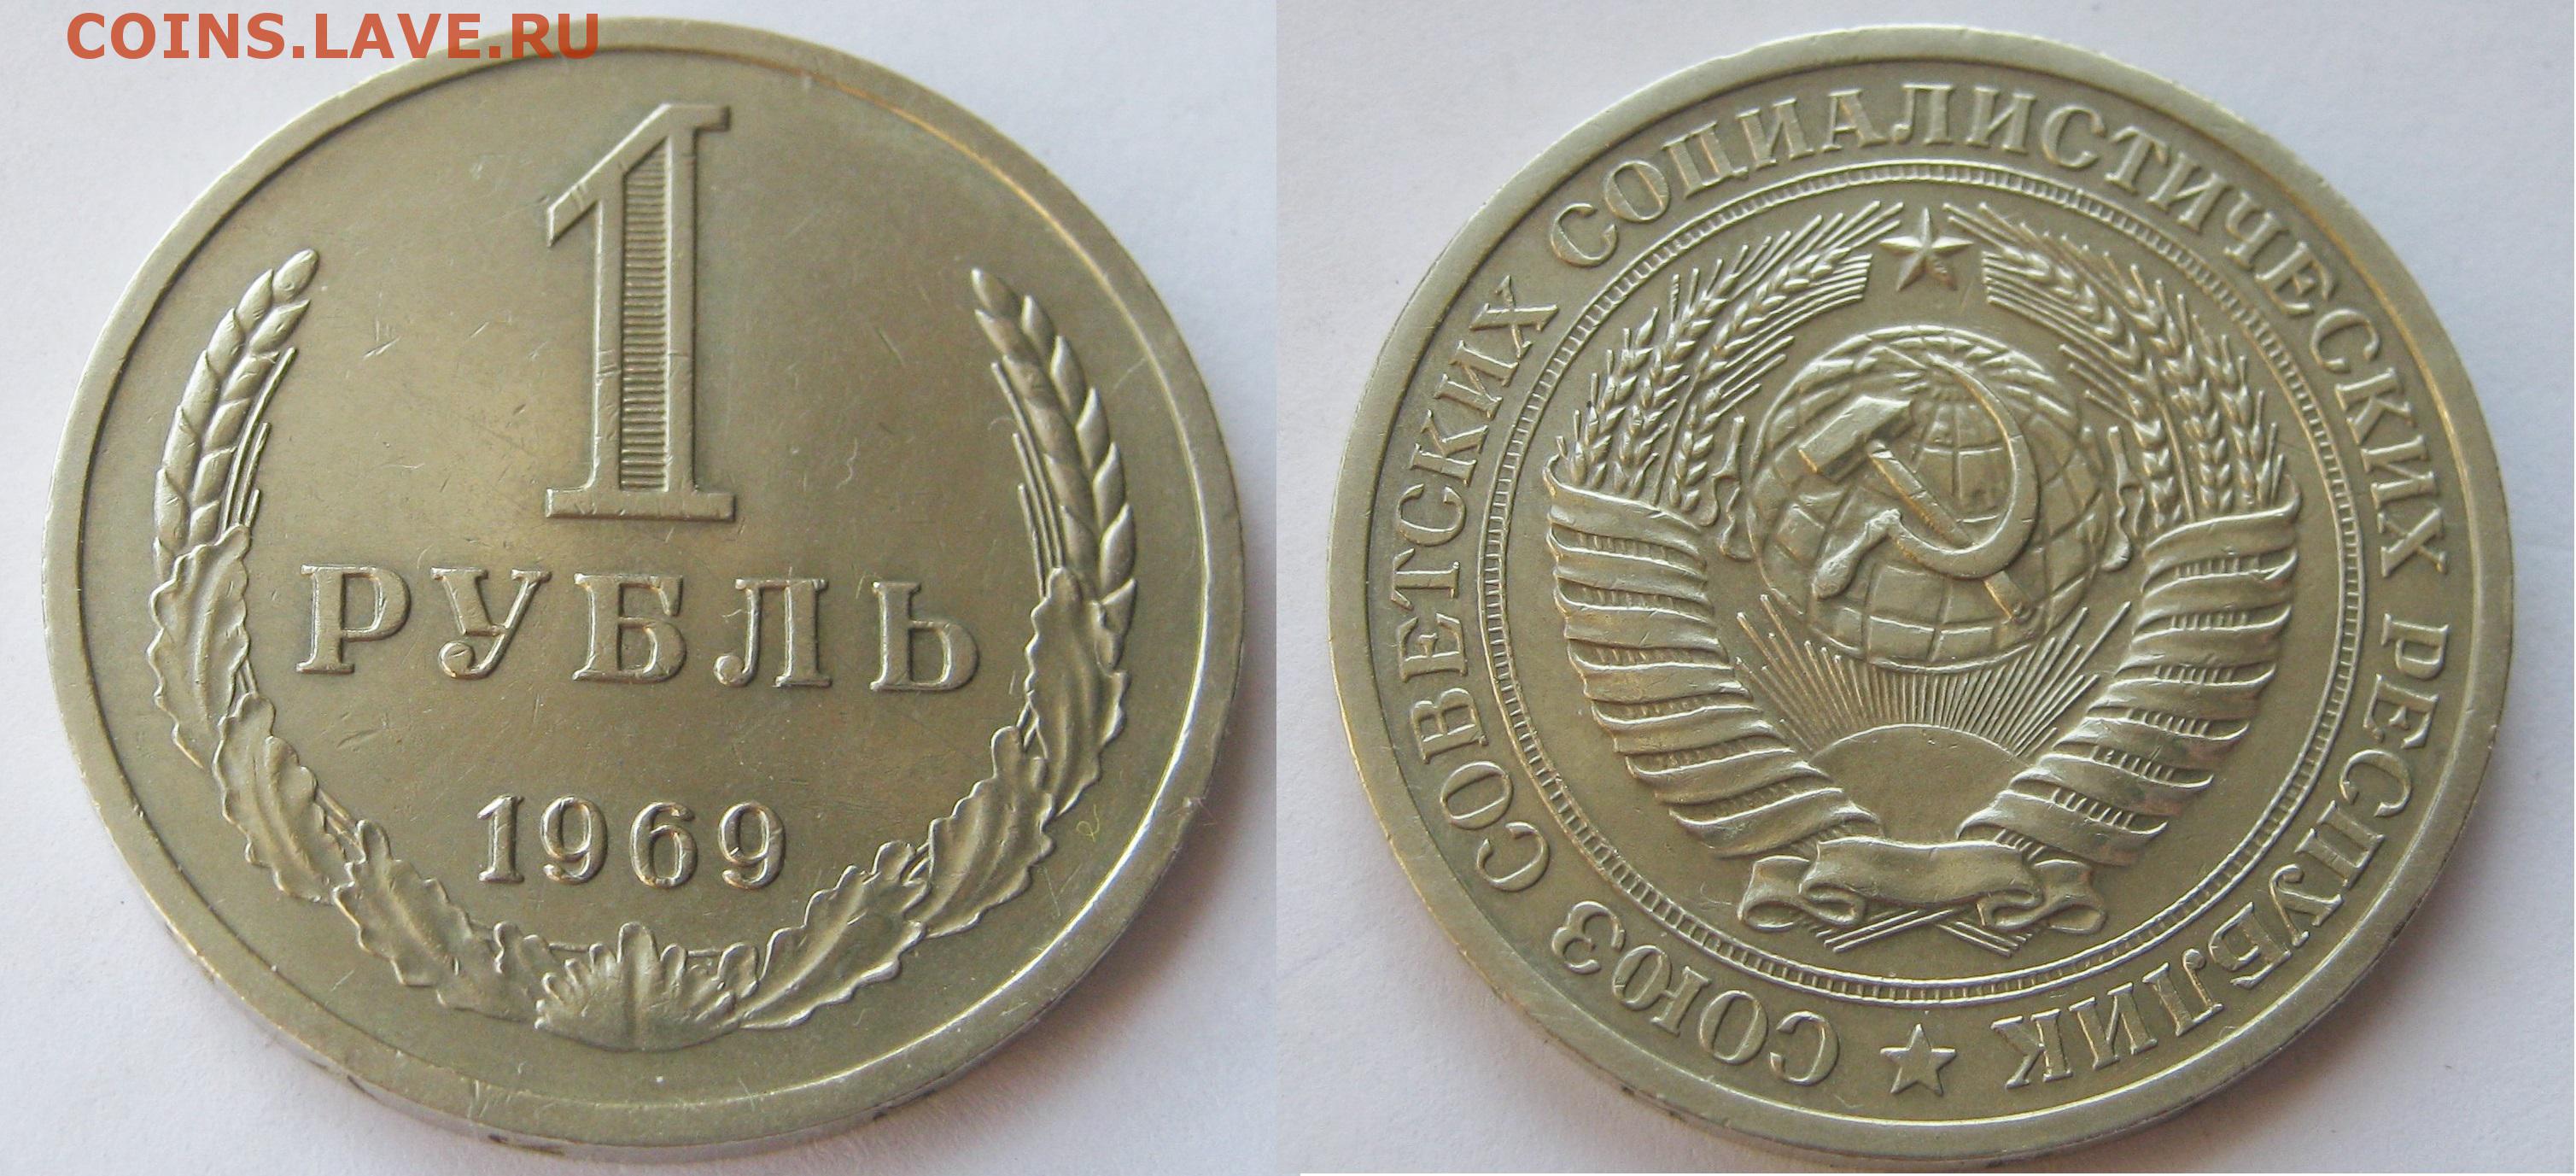 COINS.LAVE.RU
1
РУБЛЬ
1969
СОЮЗ СОВЕТСКИХ СОЦИАЛИСТИЧЕСКИХ РЕСПУБЛИК